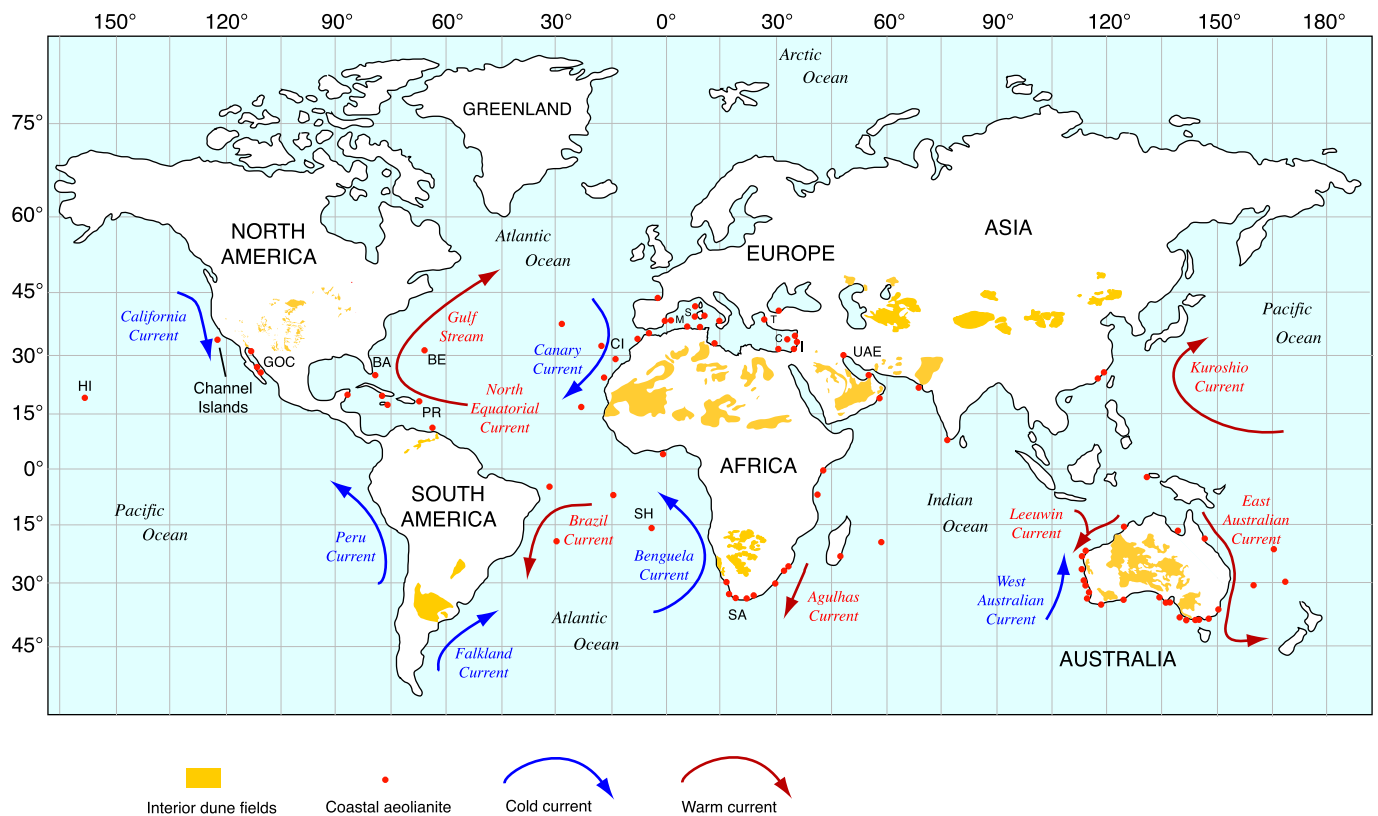 150° 120° 90° 60° 30° 0° 30° 60° 90° 120° 150° 180°
Arctic
Ocean
GREENLAND
75°
60°
NORTH
AMERICA
Atlantic
Ocean
EUROPE
ASIA
45°
California
Current
Gulf
Stream
Canary
Current
M
S
T
C
I
Pacific
Ocean
30°
GOC
BA
BE
CI
UAE
Kuroshio
Current
HI
Channel
Islands
North
Equatorial
Current
PR
15°
0°
AFRICA
SOUTH
AMERICA
Pacific
Ocean
Indian
Ocean
SH
15°
Peru
Current
Brazil
Current
Benguela
Current
Leeuwin
Current
East
Australian
Current
30°
West
Australian
Current
Agulhas
Current
SA
Atlantic
Ocean
45°
Falkland
Current
AUSTRALIA
Interior dune fields
Coastal aeolianite
Cold current
Warm current